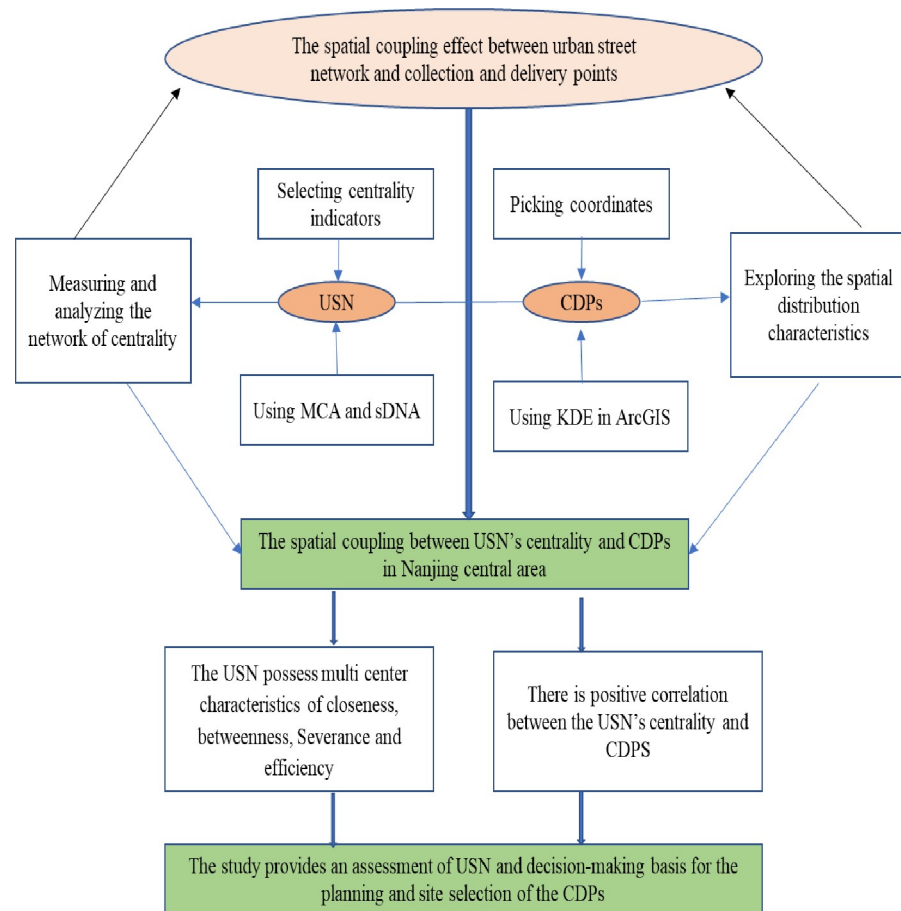 The spatial coupling effect between urban street
network and collection and delivery points
Selecting centrality
indicators
Picking coordinates
Measuring and
analyzing the
network of centrality
USN
CDPs
Exploring the spatial
distribution
characteristics
Using MCA and sDNA
Using KDE in ArcGIS
The spatial coupling between USN’s centrality and CDPs
in Nanjing central area
The USN possess multi center
characteristics of closeness,
betweenness, Severance and
efficiency
There is positive correlation
between the USN’s centrality and
CDPS
The study provides an assessment of USN and decision-making basis for the
planning and site selection of the CDPs